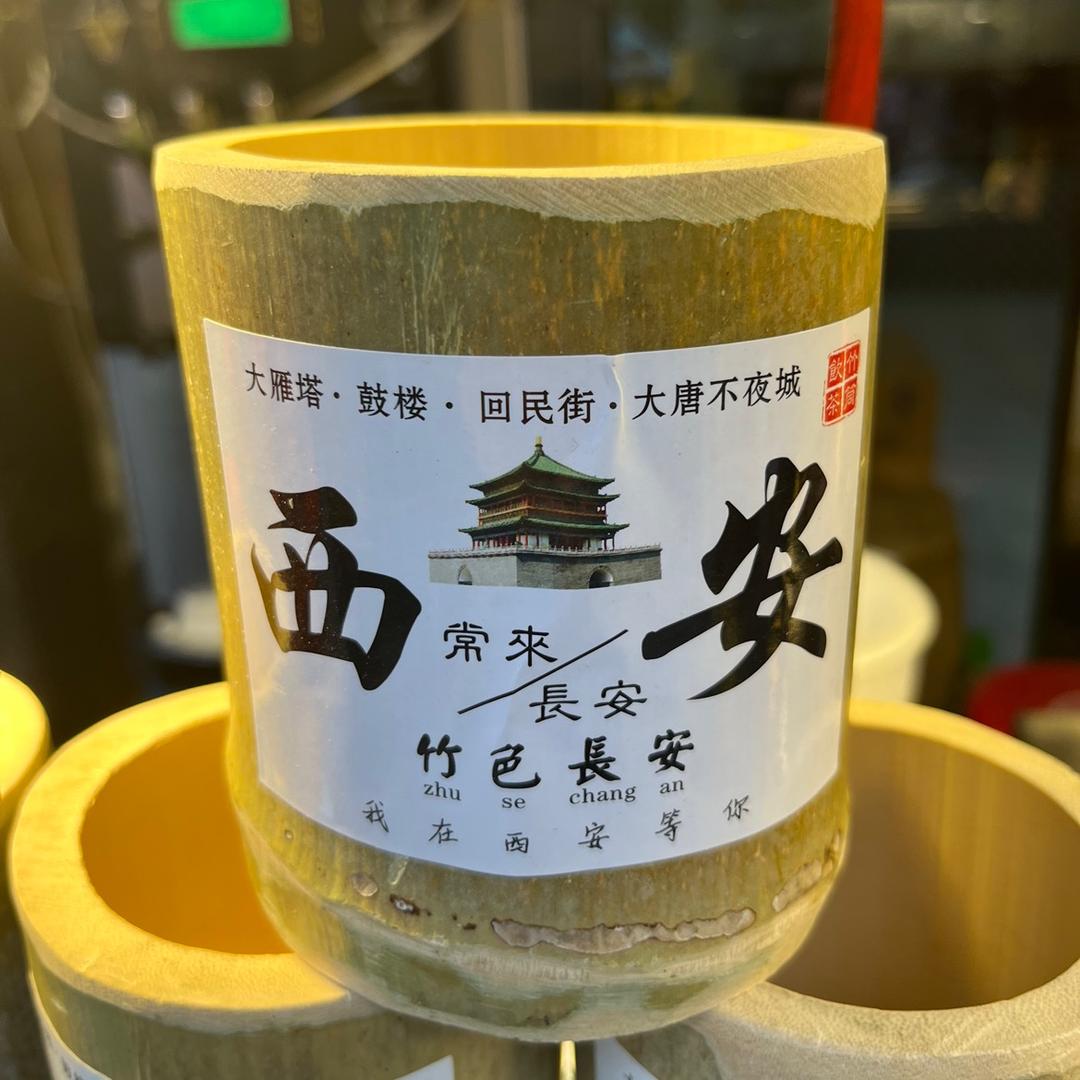 大雁塔·鼓楼·回民街·大唐不夜城
竹筒
飲茶
西安
常來/長安
竹色長安
zhu se chang an
我在西安等你